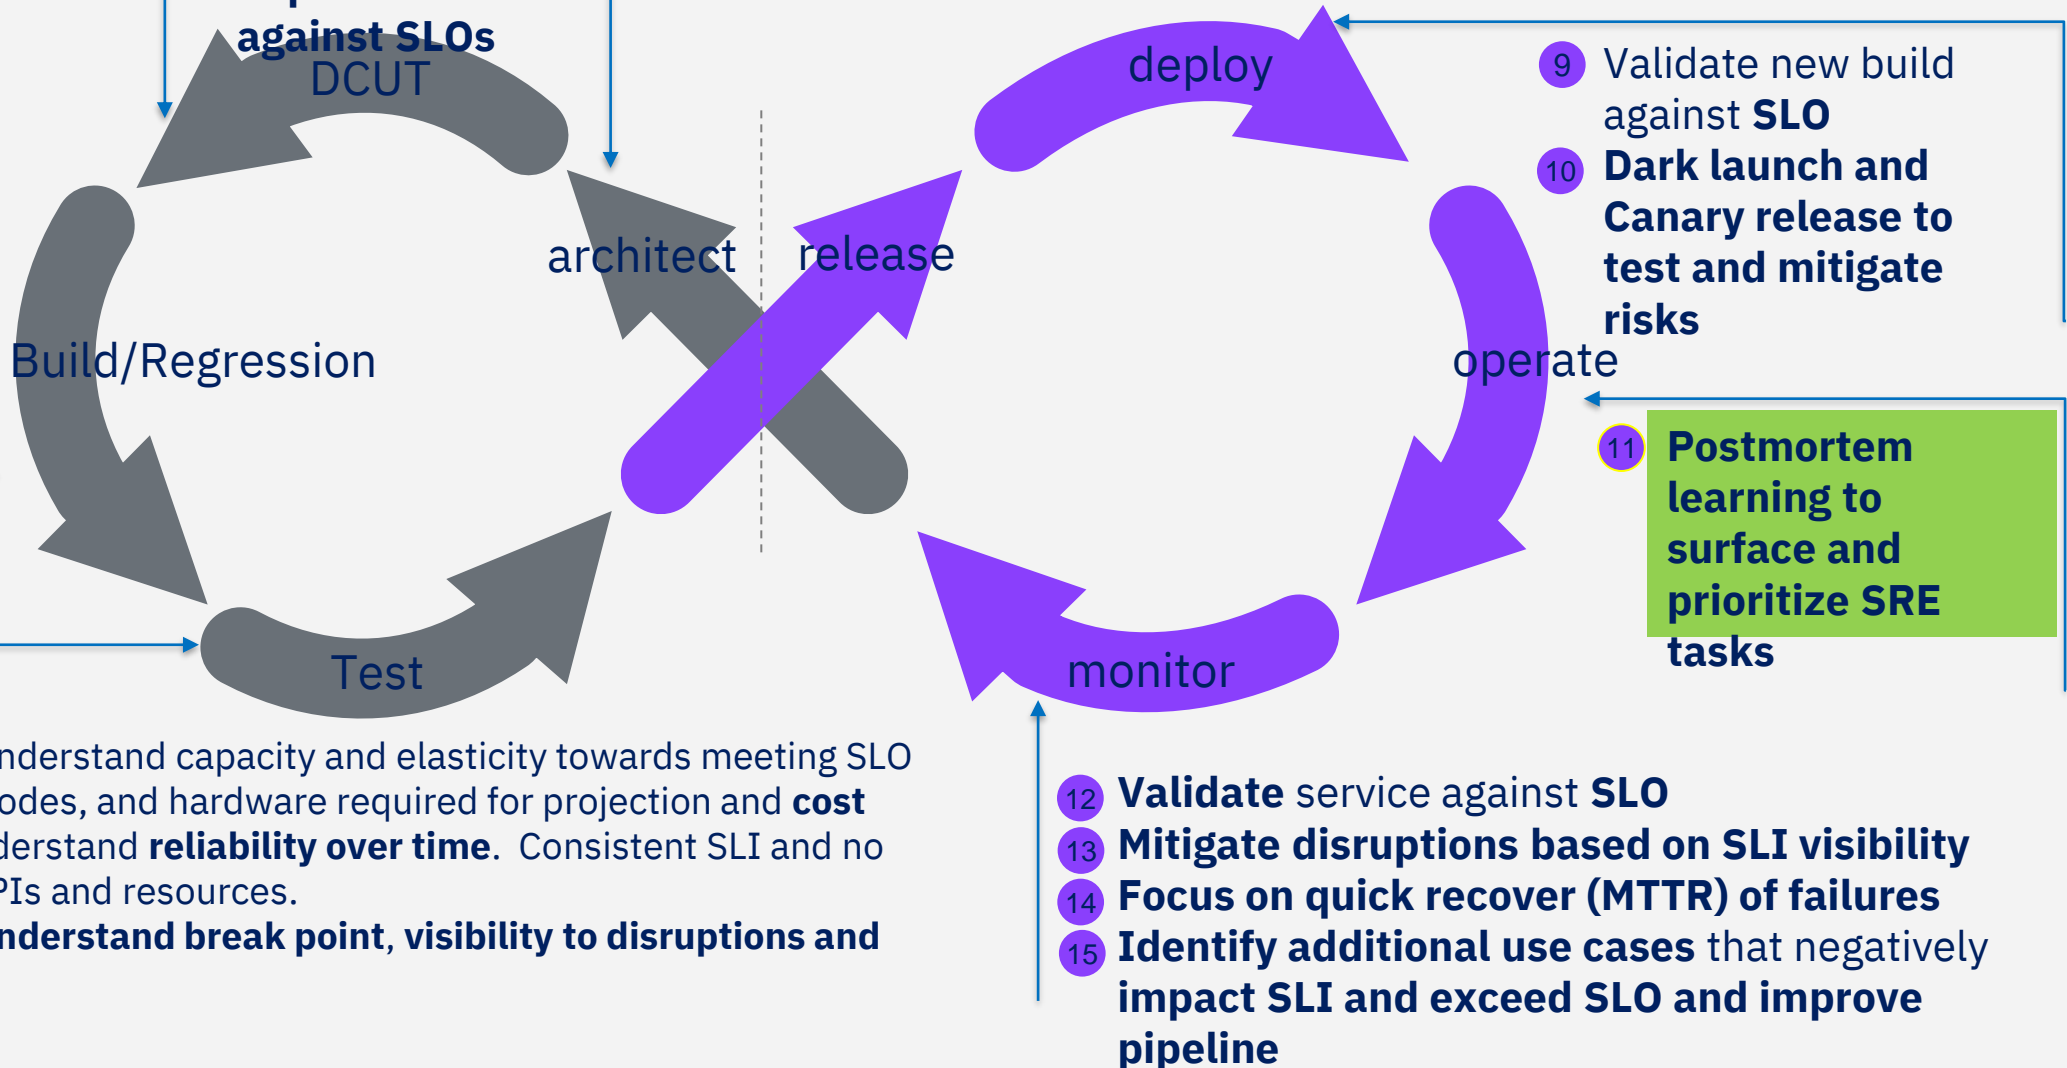 against SLOs
DCUT
deploy
architect
release
Build/Regression
operate
Test
monitor
9 Validate new build
against SLO
10 Dark launch and
Canary release to
test and mitigate
risks
11 Postmortem
learning to
surface and
prioritize SRE
tasks
nderstand capacity and elasticity towards meeting SLO
odes, and hardware required for projection and cost
derstand reliability over time. Consistent SLI and no
PIs and resources.
nderstand break point, visibility to disruptions and
12 Validate service against SLO
13 Mitigate disruptions based on SLI visibility
14 Focus on quick recover (MTTR) of failures
15 Identify additional use cases that negatively
impact SLI and exceed SLO and improve
pipeline